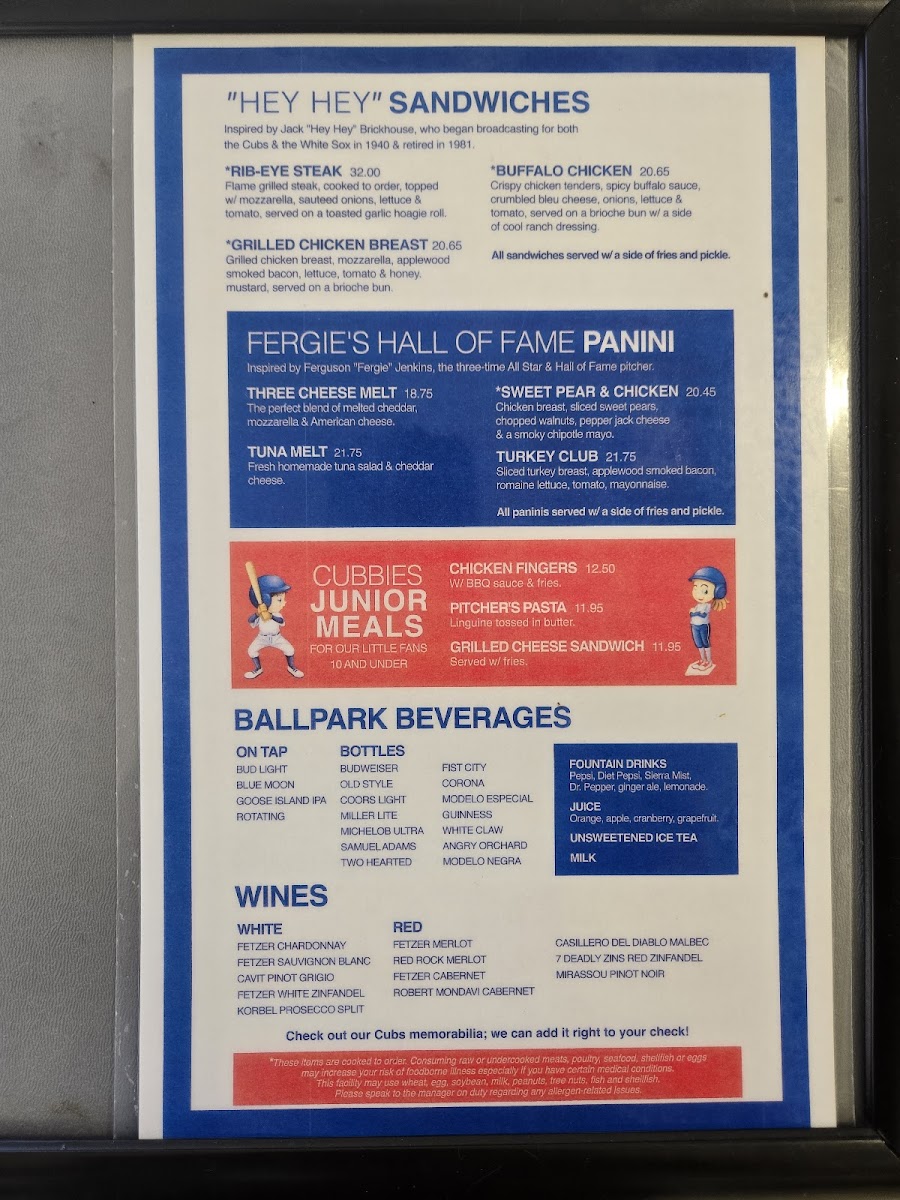 "HEY HEY" SANDWICHES
Inspired by Jack "Hey Hey" Brickhouse, who began broadcasting for both
the Cubs & the White Sox in 1940 & retired in 1981.
*RIB-EYE STEAK 32.00
Flame grilled steak, cooked to order, topped
w/ mozzarella, sauteed onions, lettuce &
tomato, served on a toasted garlic hoagie roll.
*GRILLED CHICKEN BREAST 20.65
Grilled chicken breast, mozzarella, applewood
smoked bacon, lettuce, tomato & honey.
mustard, served on a brioche bun.
*BUFFALO CHICKEN 20.65
Crispy chicken tenders, spicy buffalo sauce,
crumbled bleu cheese, onions, lettuce &
tomato, served on a brioche bun w/ a side
of cool ranch dressing.
All sandwiches served w/ a side of fries and pickle.
FERGIE'S HALL OF FAME PANINI
Inspired by Ferguson "Fergie" Jenkins, the three-time All Star & Hall of Fame pitcher.
THREE CHEESE MELT 18.75
The perfect blend of melted cheddar,
mozzarella & American cheese.
TUNA MELT 21.75
Fresh homemade tuna salad & cheddar
cheese.
*SWEET PEAR & CHICKEN 20.45
Chicken breast, sliced sweet pears,
chopped walnuts, pepper jack cheese
& a smoky chipotle mayo.
TURKEY CLUB 21.75
Sliced turkey breast, applewood smoked bacon,
romaine lettuce, tomato, mayonnaise.
All paninis served w/ a side of fries and pickle.
CUBBIES
JUNIOR
MEALS
FOR OUR LITTLE FANS
10 AND UNDER
CHICKEN FINGERS 12.50
W/ BBQ sauce & fries.
PITCHER'S PASTA 11.95
Linguine tossed in butter.
GRILLED CHEESE SANDWICH 11.95
Served w/ fries.
BALLPARK BEVERAGES
ON TAP
BUD LIGHT
BLUE MOON
GOOSE ISLAND IPA
ROTATING
BOTTLES
BUDWEISER
OLD STYLE
COORS LIGHT
MILLER LITE
MICHELOB ULTRA
SAMUEL ADAMS
TWO HEARTED
FIST CITY
CORONA
MODELO ESPECIAL
GUINNESS
WHITE CLAW
ANGRY ORCHARD
MODELO NEGRA
FOUNTAIN DRINKS
Pepsi, Diet Pepsi, Sierra Mist,
Dr. Pepper, ginger ale, lemonade.
JUICE
Orange, apple, cranberry, grapefruit.
UNSWEETENED ICE TEA
MILK
WINES
WHITE
FETZER CHARDONNAY
FETZER SAUVIGNON BLANC
CAVIT PINOT GRIGIO
FETZER WHITE ZINFANDEL
KORBEL PROSECCO SPLIT
RED
FETZER MERLOT
RED ROCK MERLOT
FETZER CABERNET
ROBERT MONDAVI CABERNET
CASILLERO DEL DIABLO MALBEC
7 DEADLY ZINS RED ZINFANDEL
MIRASSOU PINOT NOIR
Check out our Cubs memorabilia; we can add it right to your check!
*These items are cooked to order. Consuming raw or undercooked meats, poultry, seafood, shellfish or eggs
may increase your risk of foodborne illness especially if you have certain medical conditions.
This facility may use wheat, egg, soybean, milk, peanuts, tree nuts, fish and shellfish.
Please speak to the manager on duty regarding any allergen-related issues.